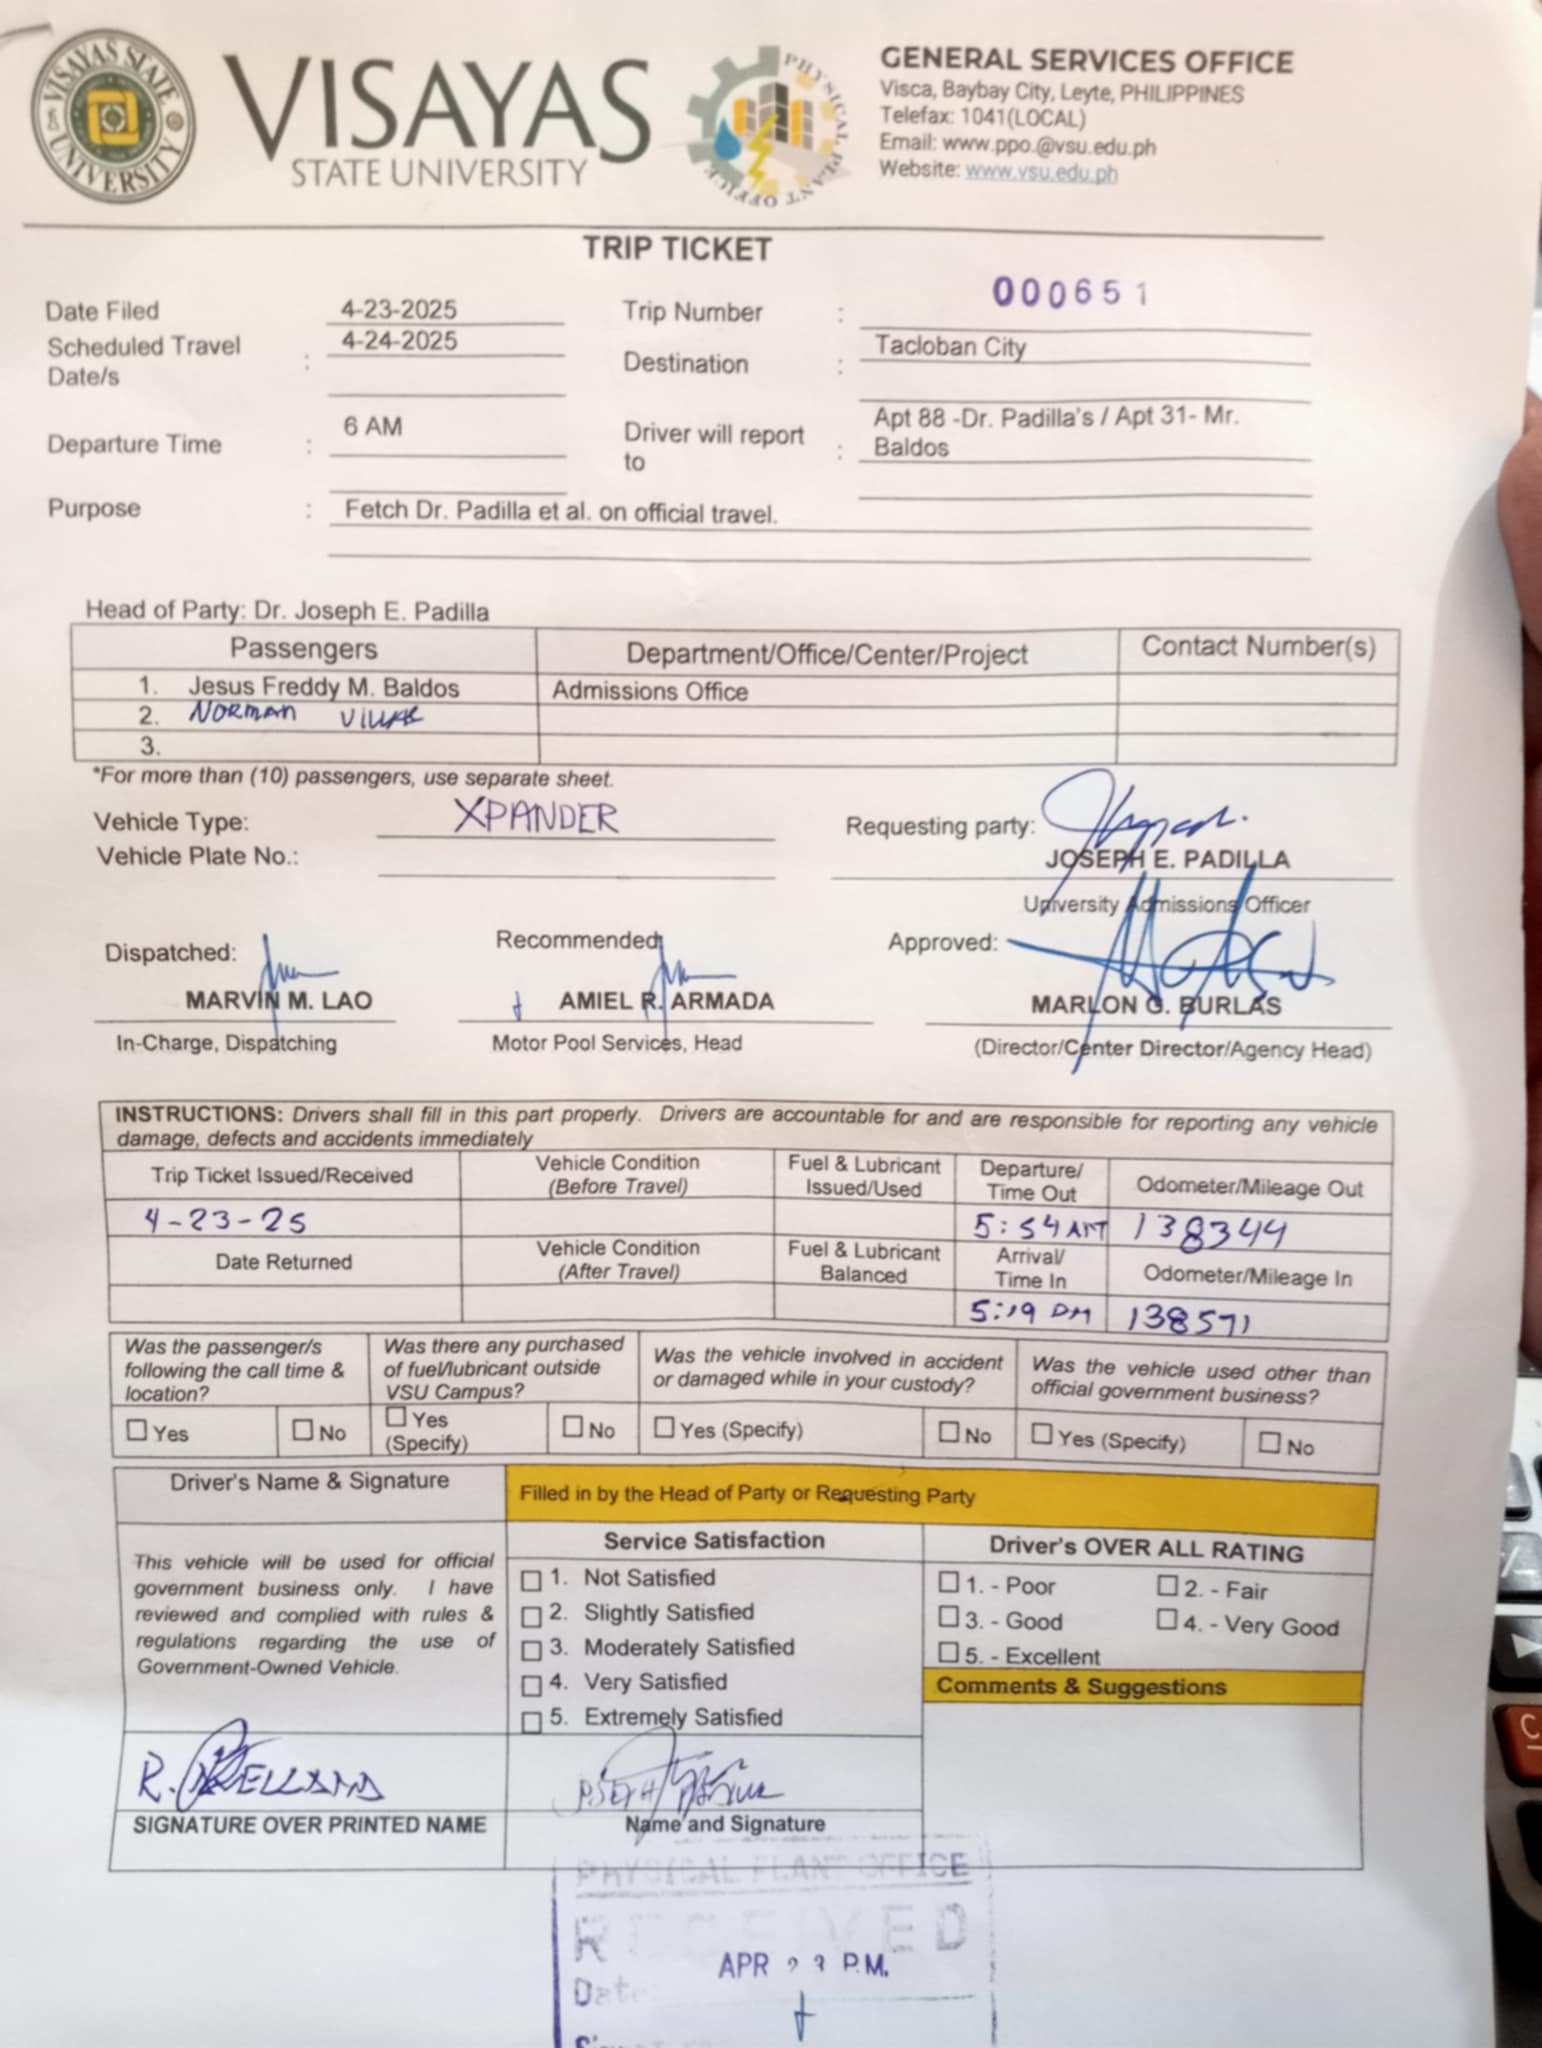 VISAYAS STATE UNIVERSITY
VISAYAS
STATE UNIVERSITY
PHYSICAL PLANT OFFICE
GENERAL SERVICES OFFICE
Visca, Baybay City, Leyte, PHILIPPINES
Telefax: 1041(LOCAL)
Email: www.ppo.@vsu.edu.ph
Website: www.vsu.edu.ph
TRIP TICKET
Date Filed 4-23-2025 Trip Number : 000651
Scheduled Travel Date/s : 4-24-2025 Destination : Tacloban City
Departure Time : 6 AM Driver will report to : Apt 88 -Dr. Padilla's / Apt 31- Mr. Baldos
Purpose : Fetch Dr. Padilla et al. on official travel.
Head of Party: Dr. Joseph E. Padilla
Passengers Department/Office/Center/Project Contact Number(s)
1. Jesus Freddy M. Baldos Admissions Office
2. NORMAN VILLAR
3.
*For more than (10) passengers, use separate sheet.
Vehicle Type: XPANDER Requesting party:
Vehicle Plate No.: JOSEPH E. PADILLA
University Admissions Officer
Dispatched: Recommended: Approved:
MARVIN M. LAO AMIEL R. ARMADA MARLON G. BURLAS
In-Charge, Dispatching Motor Pool Services, Head (Director/Center Director/Agency Head)
INSTRUCTIONS: Drivers shall fill in this part properly. Drivers are accountable for and are responsible for reporting any vehicle
damage, defects and accidents immediately
Trip Ticket Issued/Received Vehicle Condition (Before Travel) Fuel & Lubricant Issued/Used Departure/ Time Out Odometer/Mileage Out
4-23-25 5:54 AM 138344
Date Returned Vehicle Condition (After Travel) Fuel & Lubricant Balanced Arrival/ Time In Odometer/Mileage In
5:19 PM 138571
Was the passenger/s following the call time & location? Was there any purchased of fuel/lubricant outside VSU Campus? Was the vehicle involved in accident or damaged while in your custody? Was the vehicle used other than official government business?
Yes No Yes (Specify) No Yes (Specify) No Yes (Specify) No
Driver's Name & Signature Filled in by the Head of Party or Requesting Party
This vehicle will be used for official
government business only. I have
reviewed and complied with rules &
regulations regarding the use of
Government-Owned Vehicle.
Service Satisfaction
1. Not Satisfied
2. Slightly Satisfied
3. Moderately Satisfied
4. Very Satisfied
5. Extremely Satisfied
Driver's OVER ALL RATING
1. - Poor 2. - Fair
3. - Good 4. - Very Good
5. - Excellent
Comments & Suggestions
SIGNATURE OVER PRINTED NAME Name and Signature
PHYSICAL PLANT OFFICE
RECEIVED
APR 23 P.M.
Date: